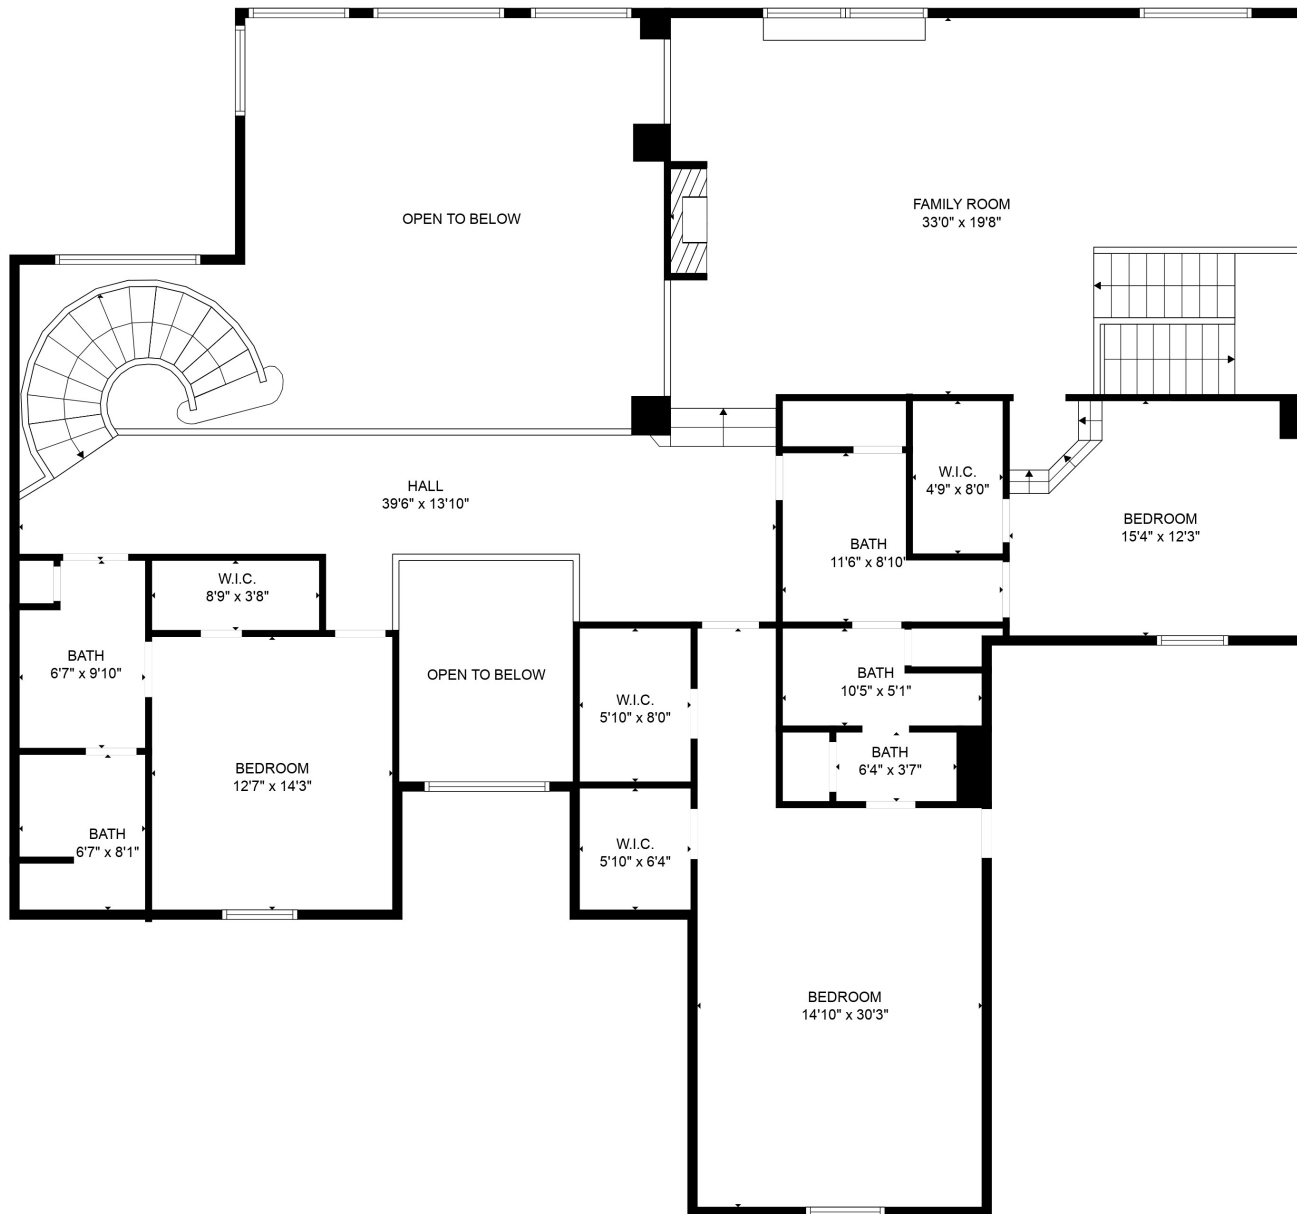 OPEN TO BELOW
FAMILY ROOM
33'0" x 19'8"
HALL
39'6" x 13'10"
W.I.C.
4'9" x 8'0"
BEDROOM
15'4" x 12'3"
BATH
11'6" x 8'10"
W.I.C.
8'9" x 3'8"
BATH
6'7" x 9'10"
OPEN TO BELOW
W.I.C.
5'10" x 8'0"
BATH
10'5" x 5'1"
BATH
6'4" x 3'7"
BEDROOM
12'7" x 14'3"
BATH
6'7" x 8'1"
W.I.C.
5'10" x 6'4"
BEDROOM
14'10" x 30'3"